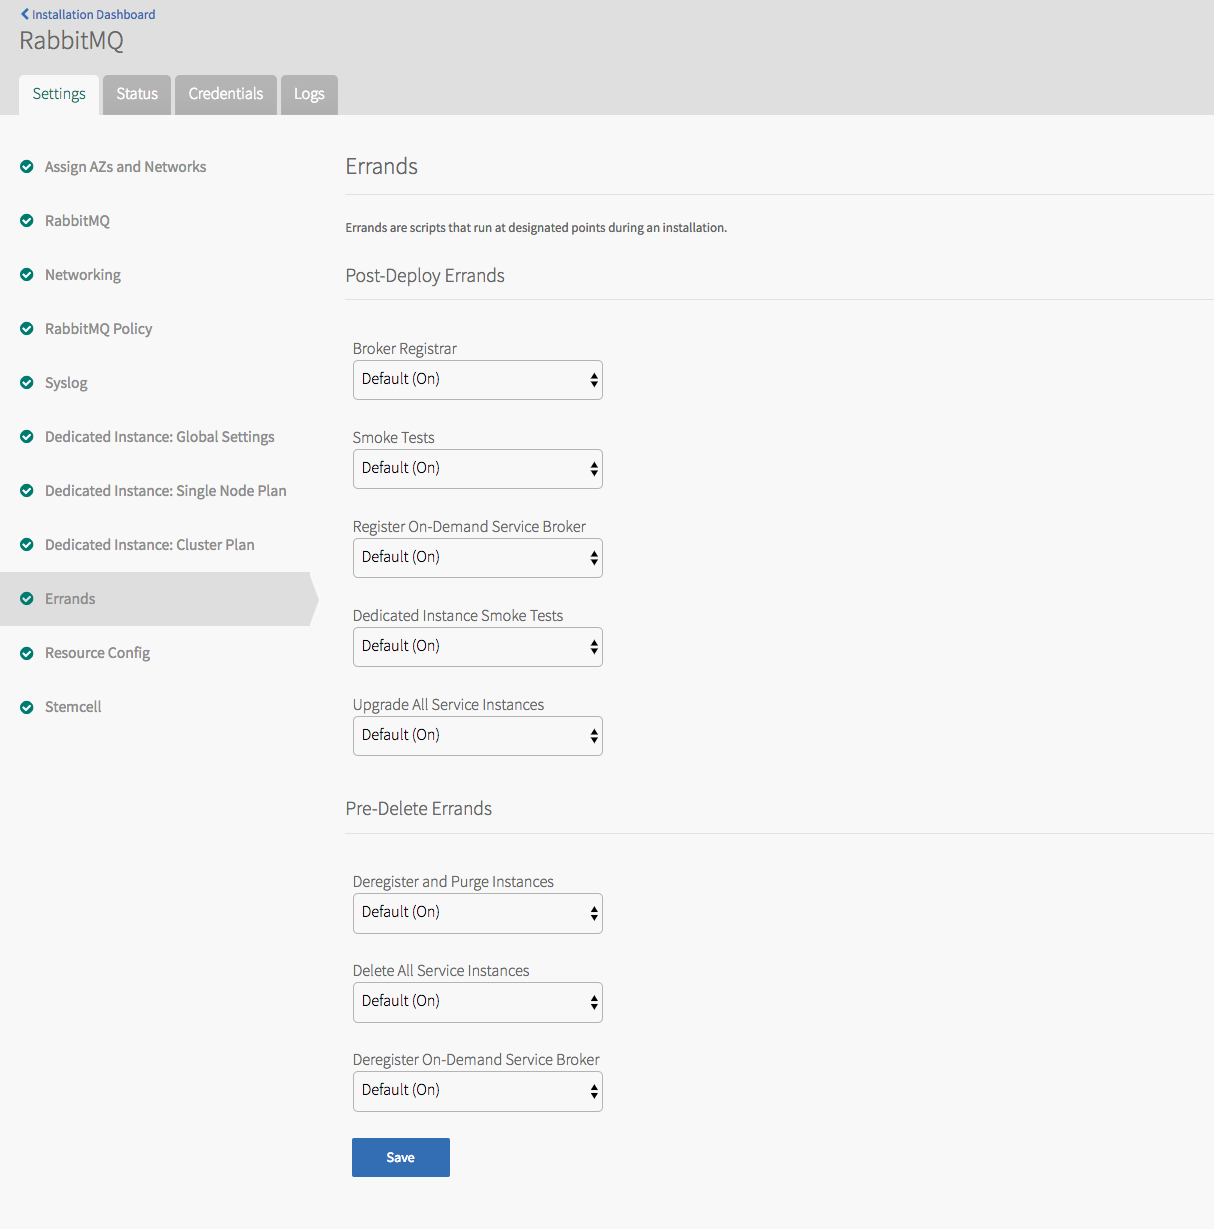 Installation Dashboard
RabbitMQ
Settings Status Credentials Logs
Assign AZs and Networks
RabbitMQ
Networking
RabbitMQ Policy
Syslog
Dedicated Instance: Global Settings
Dedicated Instance: Single Node Plan
Dedicated Instance: Cluster Plan
Errands
Resource Config
Stemcell
Errands
Errands are scripts that run at designated points during an installation.
Post-Deploy Errands
Broker Registrar
Default (On)
Smoke Tests
Default (On)
Register On-Demand Service Broker
Default (On)
Dedicated Instance Smoke Tests
Default (On)
Upgrade All Service Instances
Default (On)
Pre-Delete Errands
Deregister and Purge Instances
Default (On)
Delete All Service Instances
Default (On)
Deregister On-Demand Service Broker
Default (On)
Save